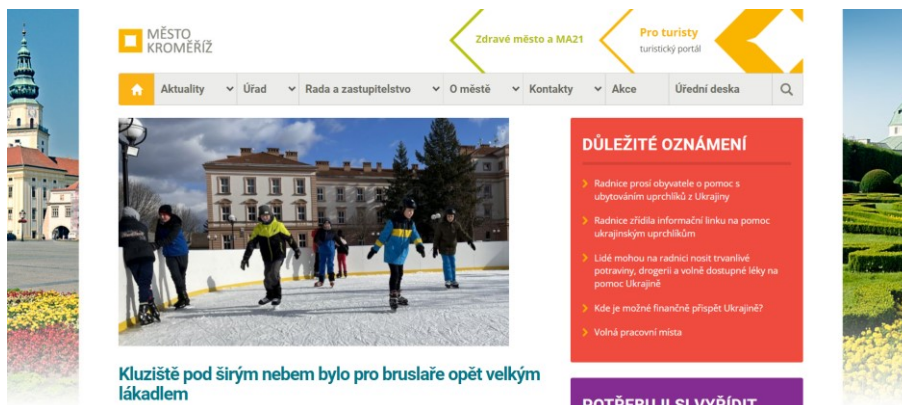 MĚSTO
KROMĚŘÍŽ
Zdravé město a MA21
Pro turisty
turistický portál
Aktuality
Úřad
Rada a zastupitelstvo
O městě
Kontakty
Akce
Úřední deska
DŮLEŽITÉ OZNÁMENÍ
Radnice prosí obyvatele o pomoc s
ubytováním uprchlíků z Ukrajiny
Radnice zřídila informační linku na pomoc
ukrajinským uprchlíkům
Lidé mohou na radnici nosit trvanlivé
potraviny, drogerii a volně dostupné léky na
pomoc Ukrajině
Kde je možné finančně přispět Ukrajině?
Volná pracovní místa
Kluziště pod širým nebem bylo pro bruslaře opět velkým
lákadlem
POTŘEBUJI SI VYŘÍDIT